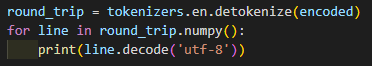 round_trip = tokenizers.en.detokenize(encoded)
for line in round_trip.numpy():
    print(line.decode('utf-8'))